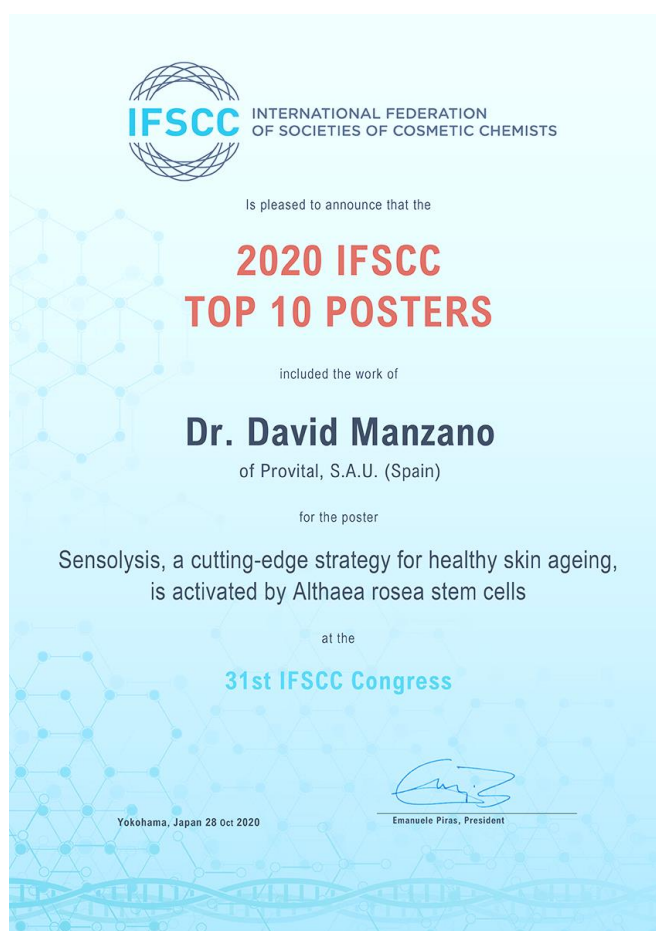 IFSCC
INTERNATIONAL FEDERATION
OF SOCIETIES OF COSMETIC CHEMISTS
Is pleased to announce that the
2020 IFSCC
TOP 10 POSTERS
included the work of
Dr. David Manzano
of Provital, S.A.U. (Spain)
for the poster
Sensolysis, a cutting-edge strategy for healthy skin ageing,
is activated by Althaea rosea stem cells
at the
31st IFSCC Congress
Yokohama, Japan 28 Oct 2020
Emanuele Piras, President